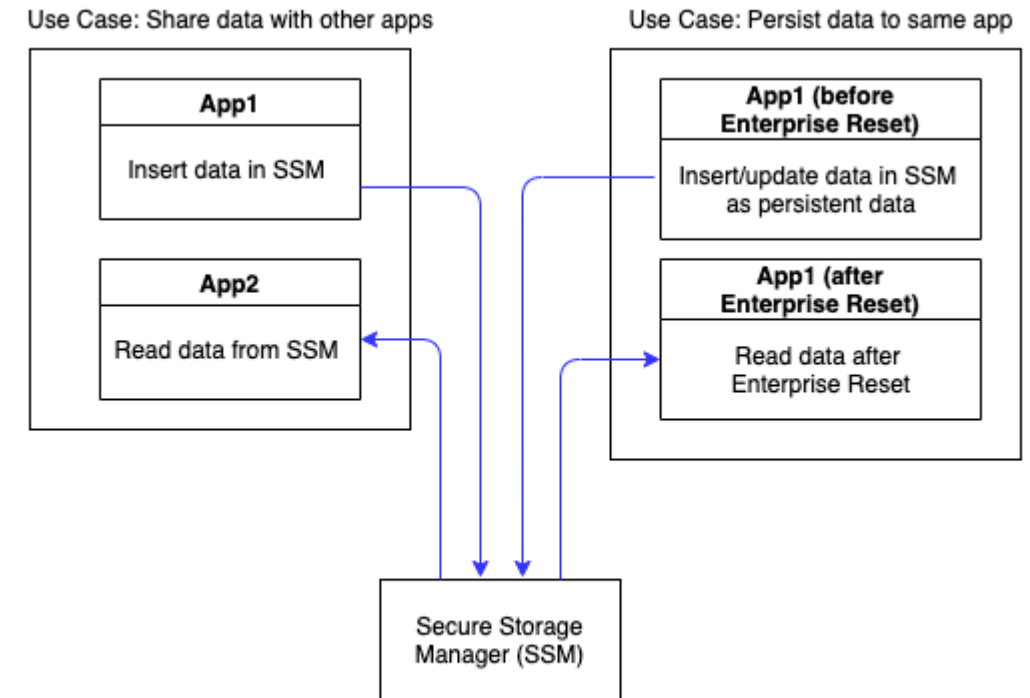 Use Case: Share data with other apps
App1
Insert data in SSM
App2
Read data from SSM
Use Case: Persist data to same app
App1 (before
Enterprise Reset)
Insert/update data in SSM
as persistent data
App1 (after
Enterprise Reset)
Read data after
Enterprise Reset
Secure Storage
Manager (SSM)